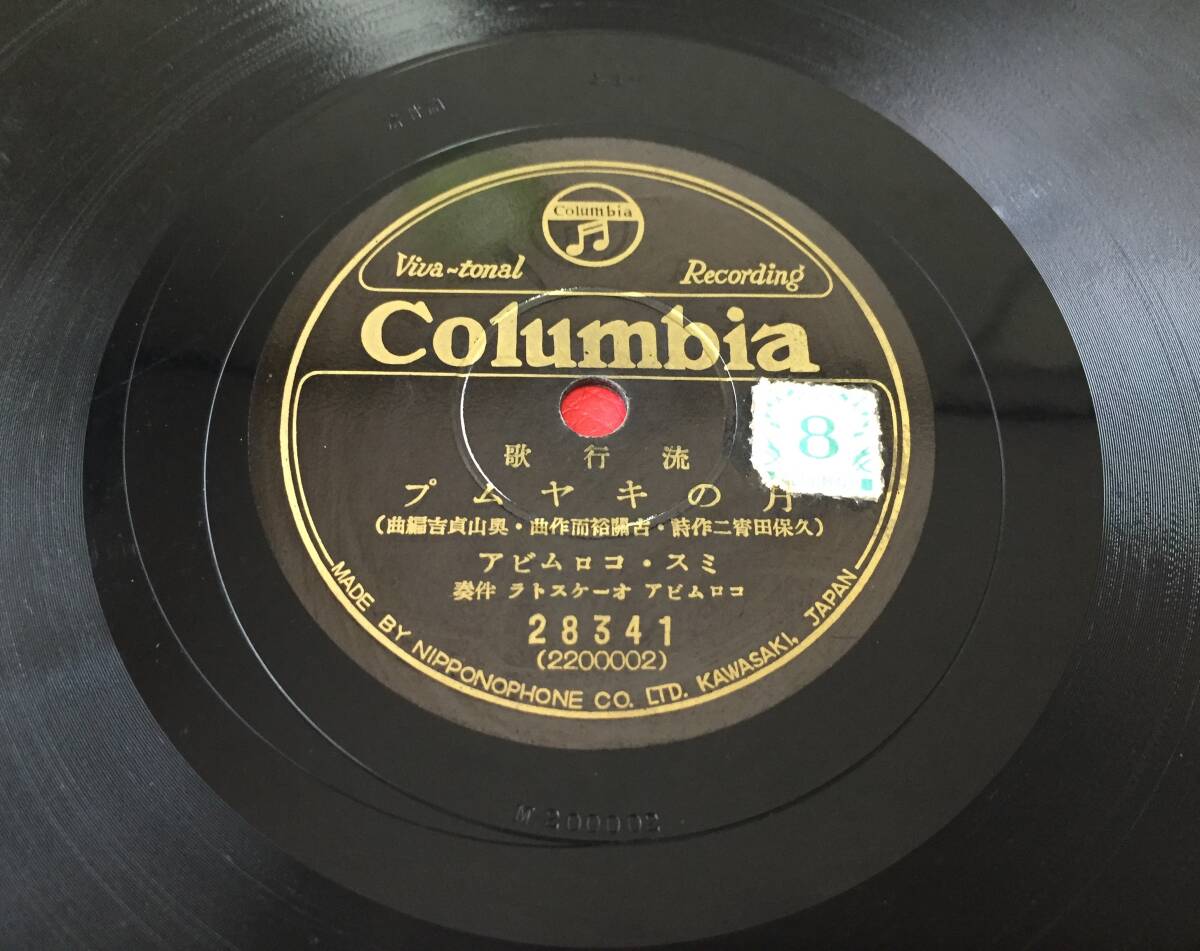 Columbia
Viva-tonal Recording
Columbia
流行歌
8
月のキヤムプ
(久保田宵二作詩・古關裕而作曲・奥山貞吉編曲)
ミス・コロムビア
コロムビア オーケストラ 伴奏
28341
(2200002)
MADE BY NIPPONOPHONE CO. LTD. KAWASAKI, JAPAN
M 200002